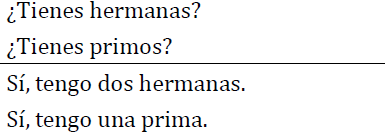 ¿Tienes hermanas?
¿Tienes primos?
Sí, tengo dos hermanas.
Sí, tengo una prima.